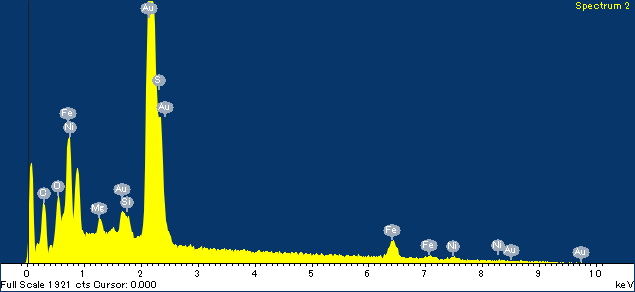 Spectrum 2
Au
S
Au
Fe
Ni
Au
Si
O
Mg
Fe
Fe
Ni
Ni
Au
Au
0 1 2 3 4 5 6 7 8 9 10
Full Scale 1921 cts Cursor: 0.000 keV